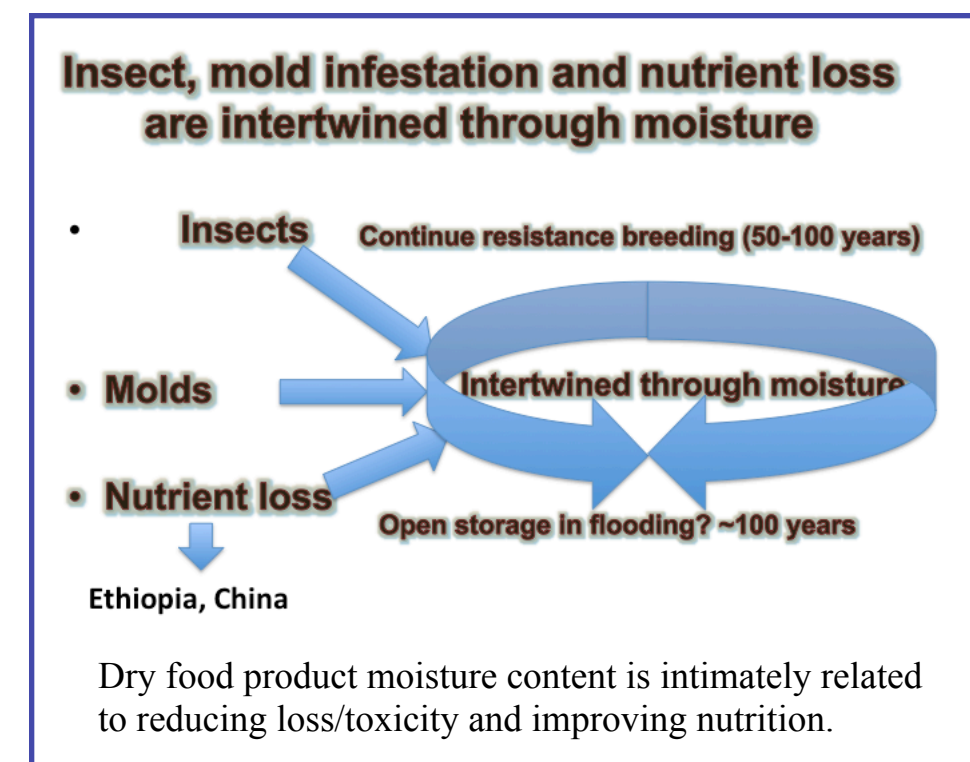 Insect, mold infestation and nutrient loss
are intertwined through moisture
• Insects
Continue resistance breeding (50-100 years)
• Molds
Intertwined through moisture
• Nutrient loss
Open storage in flooding? ~100 years
Ethiopia, China
Dry food product moisture content is intimately related
to reducing loss/toxicity and improving nutrition.